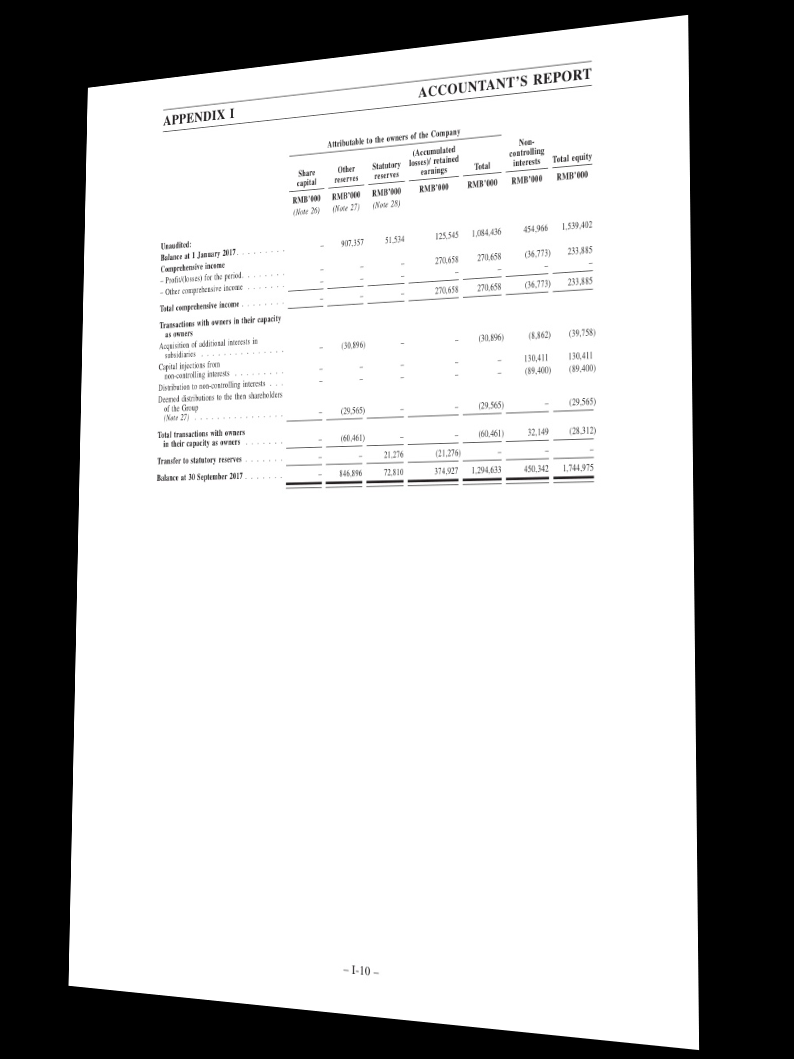 APPENDIX I ACCOUNTANT'S REPORT
Attributable to the owners of the Company
Share capital Other reserves Statutory reserves (Accumulated losses)/ retained earnings Total Non-controlling interests Total equity
RMB'000 RMB'000 RMB'000 RMB'000 RMB'000 RMB'000 RMB'000
(Note 26) (Note 27) (Note 28)
Unaudited:
Balance at 1 January 2017 . . . . . . . . – 907,357 51,534 125,545 1,084,436 454,966 1,539,402
Comprehensive income
– Profit/(losses) for the period. . . . . . . – – – 270,658 270,658 (36,773) 233,885
– Other comprehensive income . . . . . . – – – – – – –
Total comprehensive income . . . . . . . – – – 270,658 270,658 (36,773) 233,885
Transactions with owners in their capacity
as owners
Acquisition of additional interests in
subsidiaries . . . . . . . . . . . . . . – (30,896) – – (30,896) (8,862) (39,758)
Capital injections from
non-controlling interests . . . . . . . . . – – – – – 130,411 130,411
Distribution to non-controlling interests . . . – – – – – (89,400) (89,400)
Deemed distributions to the then shareholders
of the Group
(Note 27) . . . . . . . . . . . . . . . – (29,565) – – (29,565) – (29,565)
Total transactions with owners
in their capacity as owners . . . . . . . – (60,461) – – (60,461) 32,149 (28,312)
Transfer to statutory reserves . . . . . . . – – 21,276 (21,276) – – –
Balance at 30 September 2017 . . . . . . . – 846,896 72,810 374,927 1,294,633 450,342 1,744,975
– I-10 –